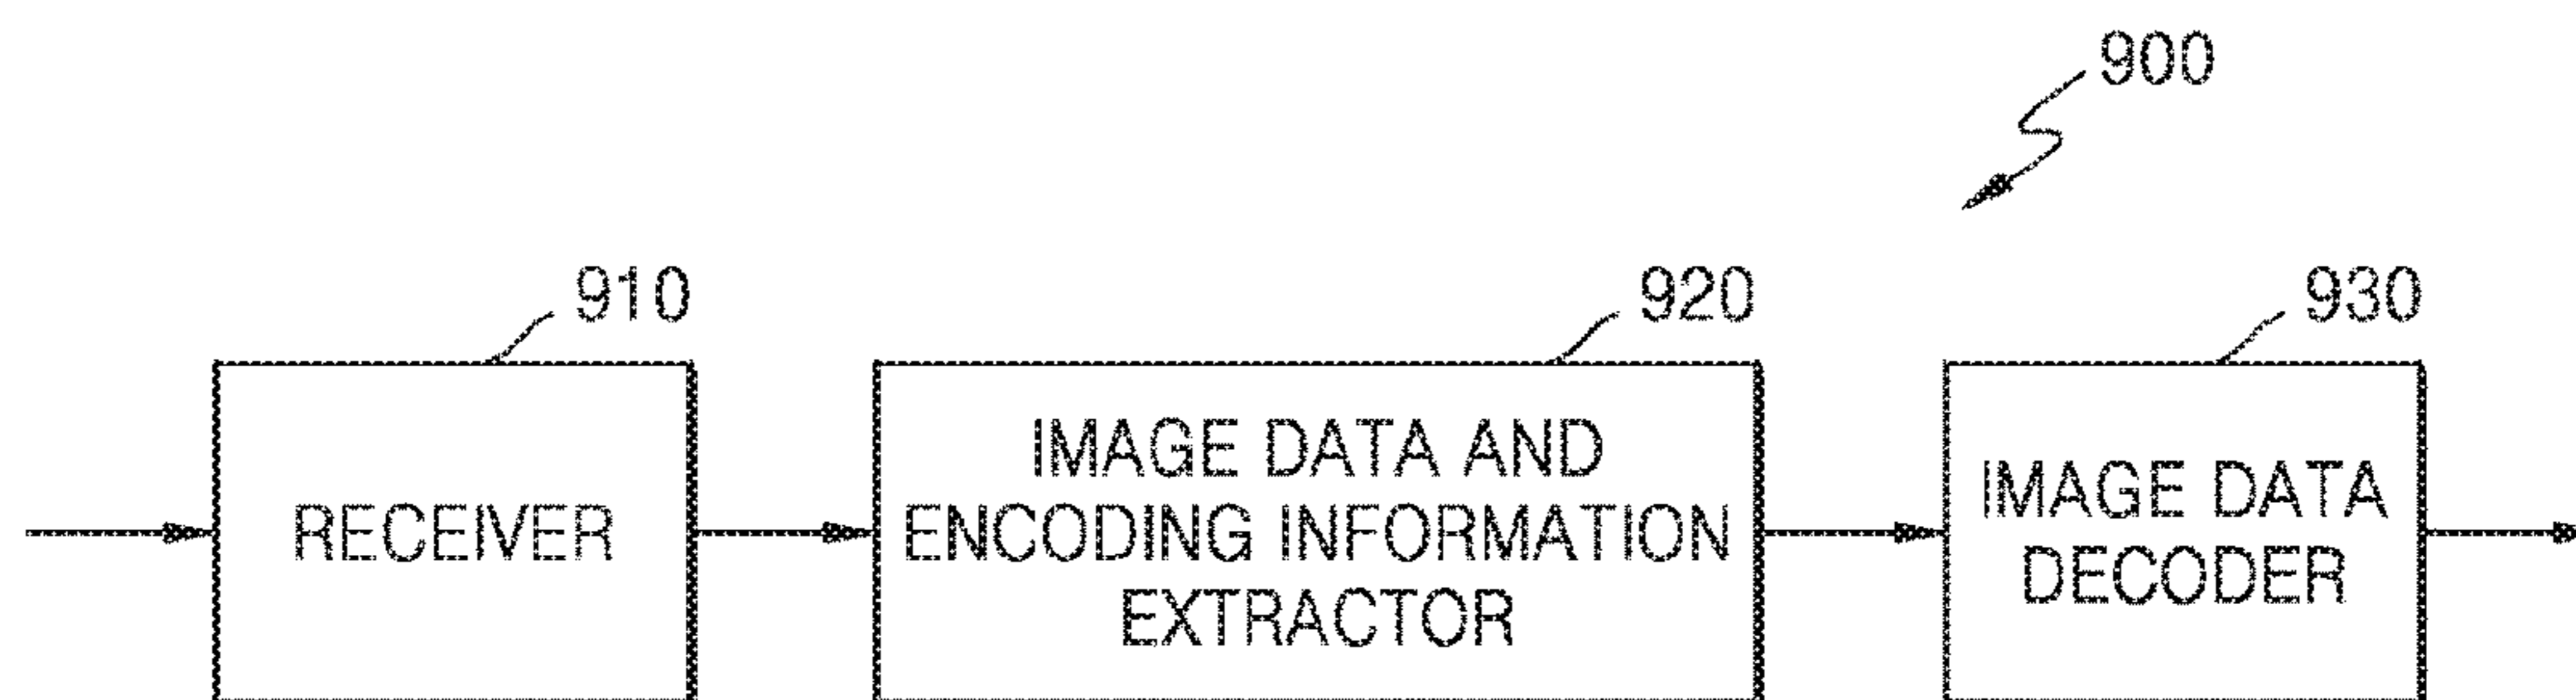 900
910
920
930
RECEIVER
IMAGE DATA AND
ENCODING INFORMATION
EXTRACTOR
IMAGE DATA
DECODER